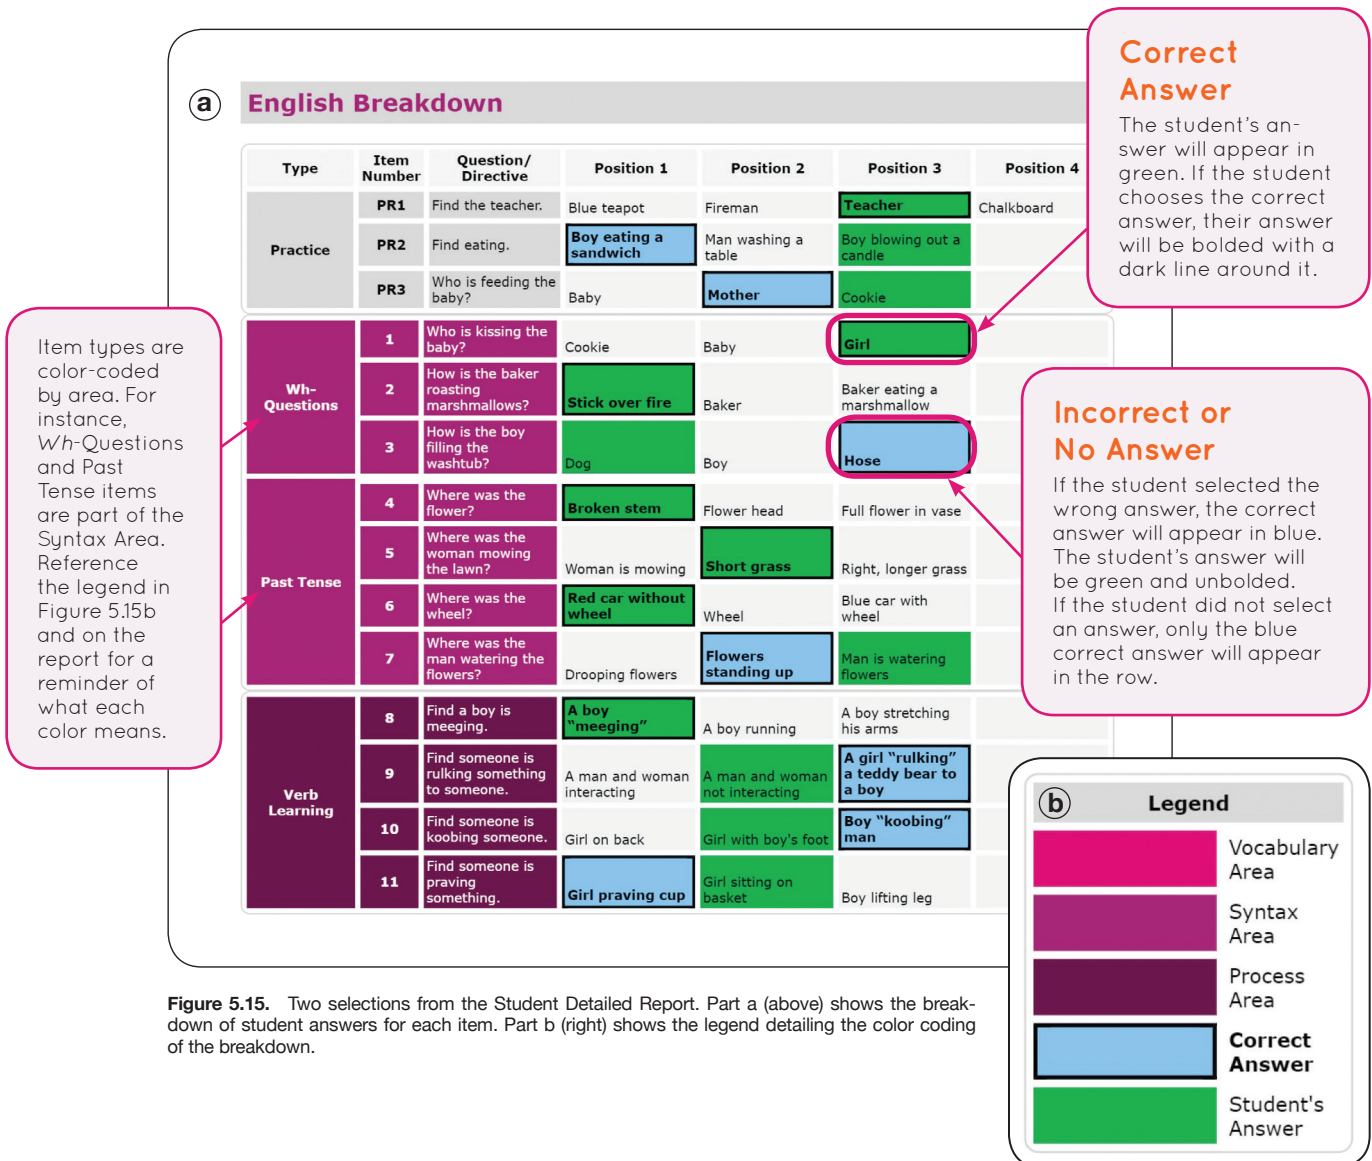 a
English Breakdown
Type
Item
Number
Question/
Directive
Position 1
Position 2
Position 3
Position 4
Practice
PR1
Find the teacher.
Blue teapot
Fireman
Teacher
Chalkboard
PR2
Find eating.
Boy eating a
sandwich
Man washing a
table
Boy blowing out a
candle
PR3
Who is feeding the
baby?
Baby
Mother
Cookie
Wh-
Questions
1
Who is kissing the
baby?
Cookie
Baby
Girl
2
How is the baker
roasting
marshmallows?
Stick over fire
Baker
Baker eating a
marshmallow
3
How is the boy
filling the
washtub?
Dog
Boy
Hose
Past Tense
4
Where was the
flower?
Broken stem
Flower head
Full flower in vase
5
Where was the
woman mowing
the lawn?
Woman is mowing
Short grass
Right, longer grass
6
Where was the
wheel?
Red car without
wheel
Wheel
Blue car with
wheel
7
Where was the
man watering the
flowers?
Drooping flowers
Flowers
standing up
Man is watering
flowers
Verb
Learning
8
Find a boy is
meeging.
A boy
"meeging"
A boy running
A boy stretching
his arms
9
Find someone is
rulking something
to someone.
A man and woman
interacting
A man and woman
not interacting
A girl "rulking"
a teddy bear to
a boy
10
Find someone is
koobing someone.
Girl on back
Girl with boy's foot
Boy "koobing"
man
11
Find someone is
praving
something.
Girl praving cup
Girl sitting on
basket
Boy lifting leg
Item types are
color-coded
by area. For
instance,
Wh-Questions
and Past
Tense items
are part of the
Syntax Area.
Reference
the legend in
Figure 5.15b
and on the
report for a
reminder of
what each
color means.
Correct
Answer
The student's an-
swer will appear in
green. If the student
chooses the correct
answer, their answer
will be bolded with a
dark line around it.
Incorrect or
No Answer
If the student selected the
wrong answer, the correct
answer will appear in blue.
The student's answer will
be green and unbolded.
If the student did not select
an answer, only the blue
correct answer will appear
in the row.
b
Legend
Vocabulary
Area
Syntax
Area
Process
Area
Correct
Answer
Student's
Answer
Figure 5.15. Two selections from the Student Detailed Report. Part a (above) shows the break-
down of student answers for each item. Part b (right) shows the legend detailing the color coding
of the breakdown.